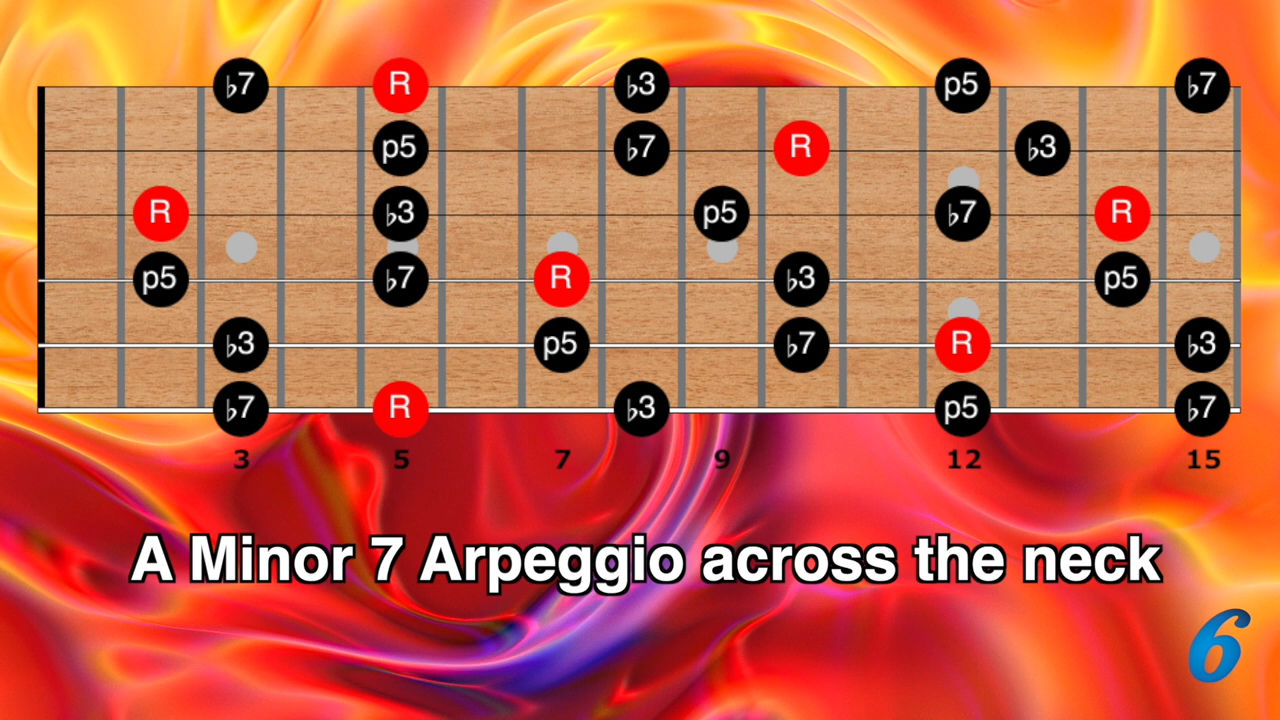 ♭7 R ♭3 p5 ♭7
p5 ♭7 R ♭3
R ♭3 p5 ♭7 R
p5 ♭7 R ♭3 p5
♭3 p5 ♭7 R ♭3
♭7 R ♭3 p5 ♭7
3 5 7 9 12 15
A Minor 7 Arpeggio across the neck
6